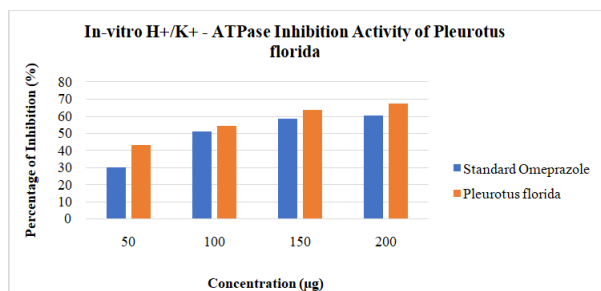 In-vitro H+/K+ - ATPase Inhibition Activity of Pleurotus
florida
Percentage of Inhibition (%)
80
70
60
50
40
30
20
10
0
50 100 150 200
Concentration (µg)
Standard Omeprazole
Pleurotus florida